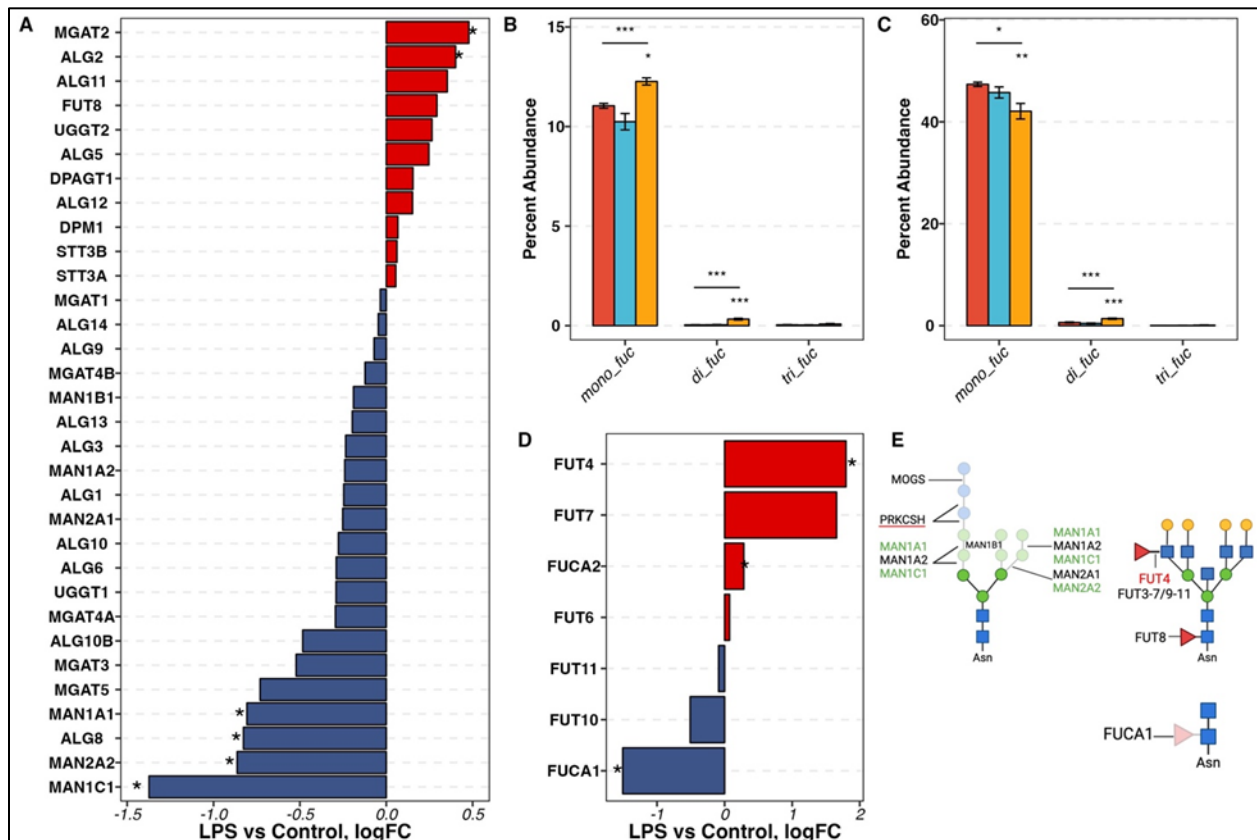 A
MGAT2
*
ALG2
*
ALG11
FUT8
UGGT2
ALG5
DPAGT1
ALG12
DPM1
STT3B
STT3A
MGAT1
ALG14
ALG9
MGAT4B
MAN1B1
ALG13
ALG3
MAN1A2
ALG1
MAN2A1
ALG10
ALG6
UGGT1
MGAT4A
ALG10B
MGAT3
MGAT5
MAN1A1
*
ALG8
*
MAN2A2
*
MAN1C1
*
-1.5 -1.0 -0.5 0.0 0.5
LPS vs Control, logFC
B
Percent Abundance
15
10
5
0
***
*
***
***
mono_fuc di_fuc tri_fuc
C
Percent Abundance
60
40
20
0
*
**
***
***
mono_fuc di_fuc tri_fuc
D
FUT4
*
FUT7
FUCA2
*
FUT6
FUT11
FUT10
FUCA1
*
-1 0 1 2
LPS vs Control, logFC
E
MOGS
PRKCSH
MAN1A1
MAN1A2
MAN1C1
MAN1B1
MAN1A1
MAN1A2
MAN1C1
MAN2A1
MAN2A2
Asn
FUT4
FUT3-7/9-11
FUT8
Asn
FUCA1
Asn